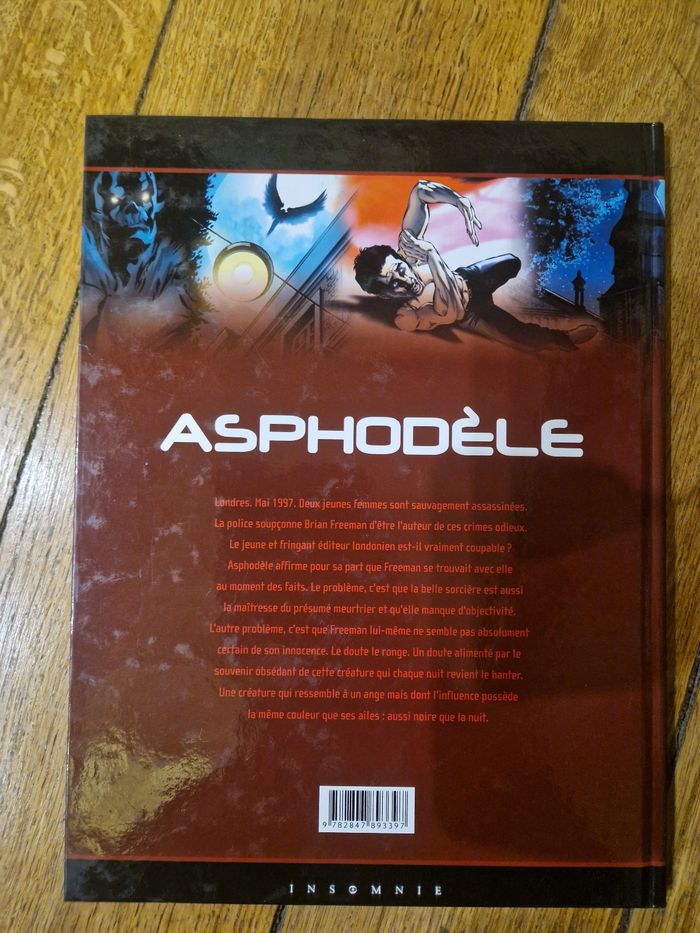 ASPHODÈLE
Londres. Mai 1997. Deux jeunes femmes sont sauvagement assassinées.
La police soupçonne Brian Freeman d'être l'auteur de ces crimes odieux.
Le jeune et fringant éditeur londonien est-il vraiment coupable ?
Asphodèle affirme pour sa part que Freeman se trouvait avec elle
au moment des faits. Le problème, c'est que la belle sorcière est aussi
la maîtresse du présumé meurtrier et qu'elle manque d'objectivité.
L'autre problème, c'est que Freeman lui-même ne semble pas absolument
certain de son innocence. Le doute le ronge. Un doute alimenté par le
souvenir obsédant de cette créature qui chaque nuit revient le hanter.
Une créature qui ressemble à un ange mais dont l'influence possède
la même couleur que ses ailes : aussi noire que la nuit.
9 782847 893397
INSOMNIE